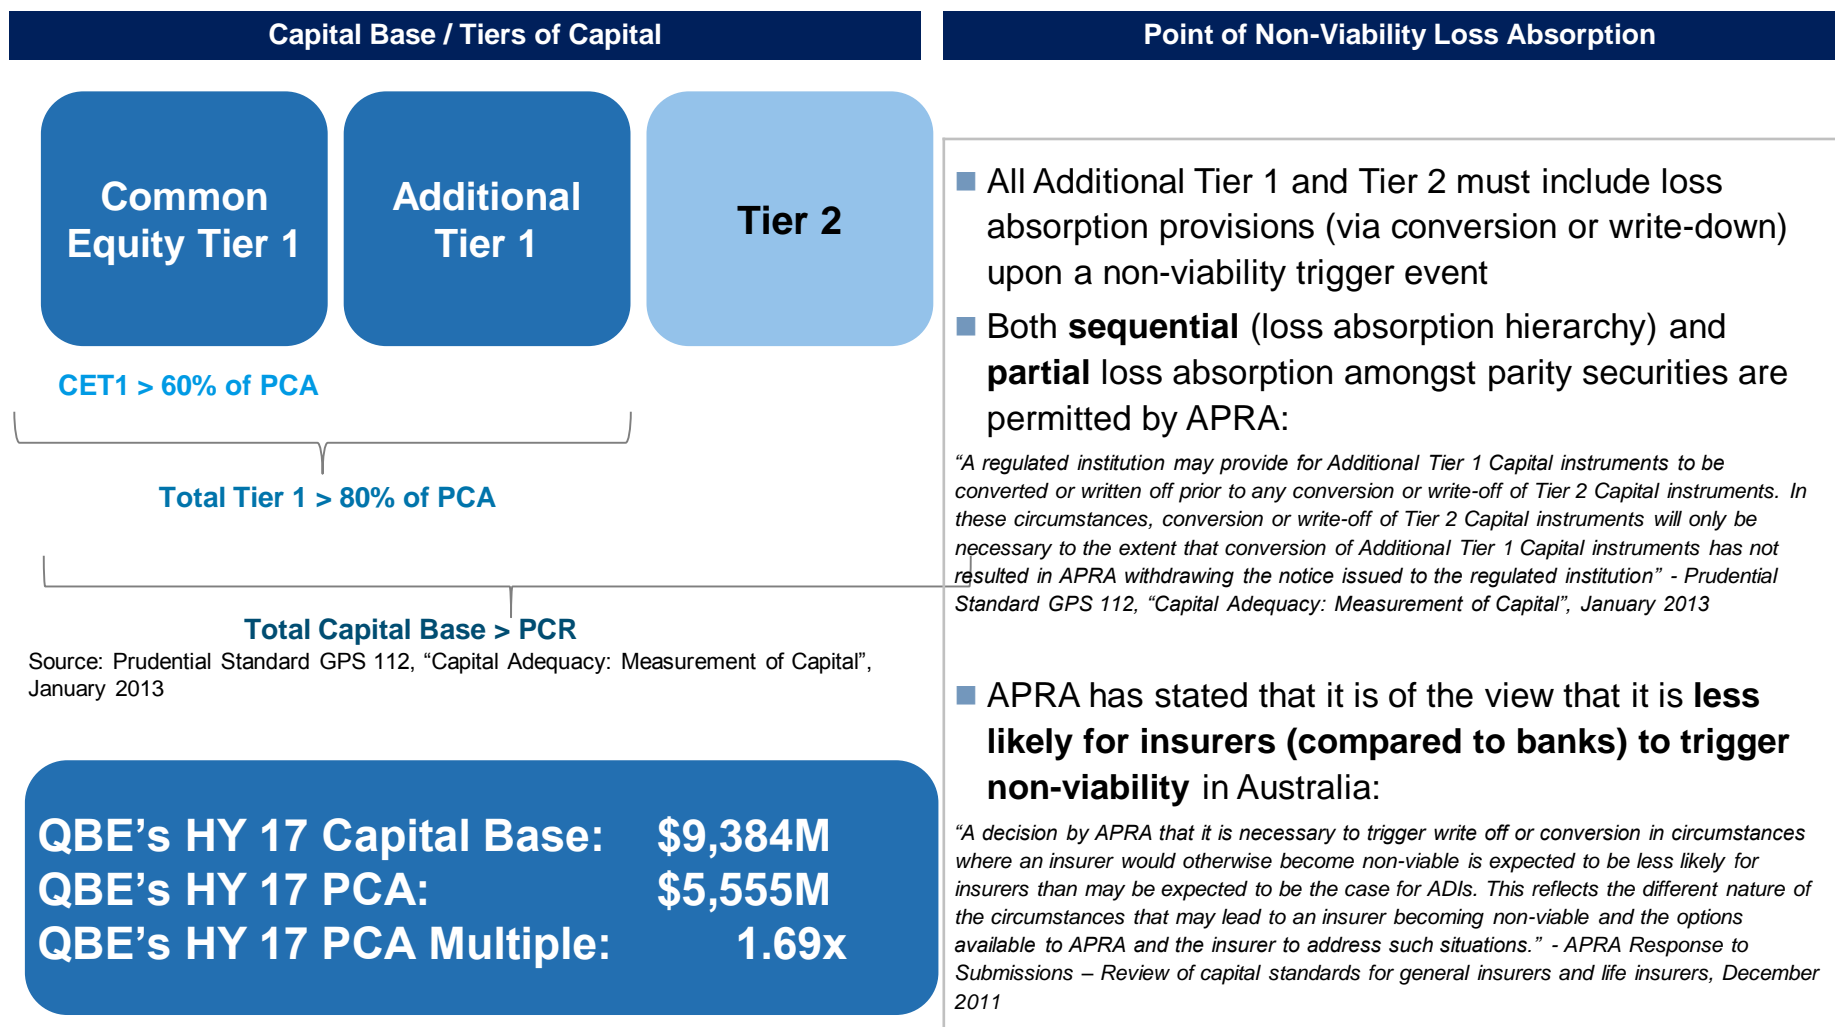 Capital Base / Tiers of Capital
Common
Equity Tier 1
Additional
Tier 1
Tier 2
CET1 > 60% of PCA
Total Tier 1 > 80% of PCA
Total Capital Base > PCR
Source: Prudential Standard GPS 112, “Capital Adequacy: Measurement of Capital”,
January 2013
QBE’s HY 17 Capital Base: $9,384M
QBE’s HY 17 PCA: $5,555M
QBE’s HY 17 PCA Multiple: 1.69x
Point of Non-Viability Loss Absorption
All Additional Tier 1 and Tier 2 must include loss
absorption provisions (via conversion or write-down)
upon a non-viability trigger event
Both sequential (loss absorption hierarchy) and
partial loss absorption amongst parity securities are
permitted by APRA:
“A regulated institution may provide for Additional Tier 1 Capital instruments to be
converted or written off prior to any conversion or write-off of Tier 2 Capital instruments. In
these circumstances, conversion or write-off of Tier 2 Capital instruments will only be
necessary to the extent that conversion of Additional Tier 1 Capital instruments has not
resulted in APRA withdrawing the notice issued to the regulated institution” - Prudential
Standard GPS 112, “Capital Adequacy: Measurement of Capital”, January 2013
APRA has stated that it is of the view that it is less
likely for insurers (compared to banks) to trigger
non-viability in Australia:
“A decision by APRA that it is necessary to trigger write off or conversion in circumstances
where an insurer would otherwise become non-viable is expected to be less likely for
insurers than may be expected to be the case for ADIs. This reflects the different nature of
the circumstances that may lead to an insurer becoming non-viable and the options
available to APRA and the insurer to address such situations.” - APRA Response to
Submissions – Review of capital standards for general insurers and life insurers, December
2011